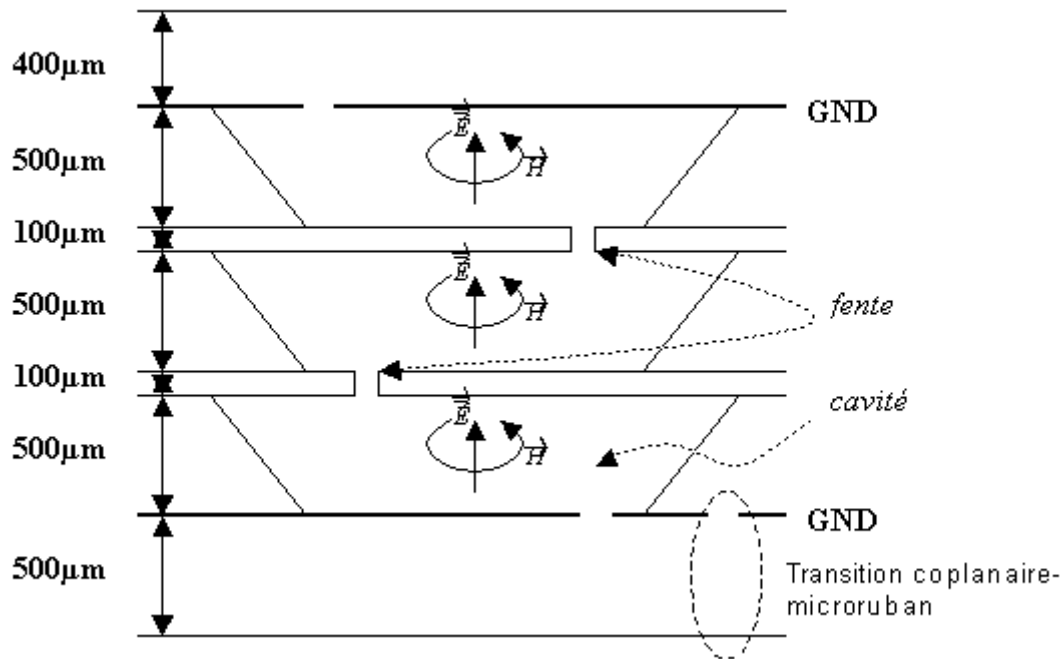 400µm
GND
500µm
E
H
100µm
E
500µm
H
fente
100µm
E
cavité
500µm
H
GND
500µm
Transition coplanaire-
microruban